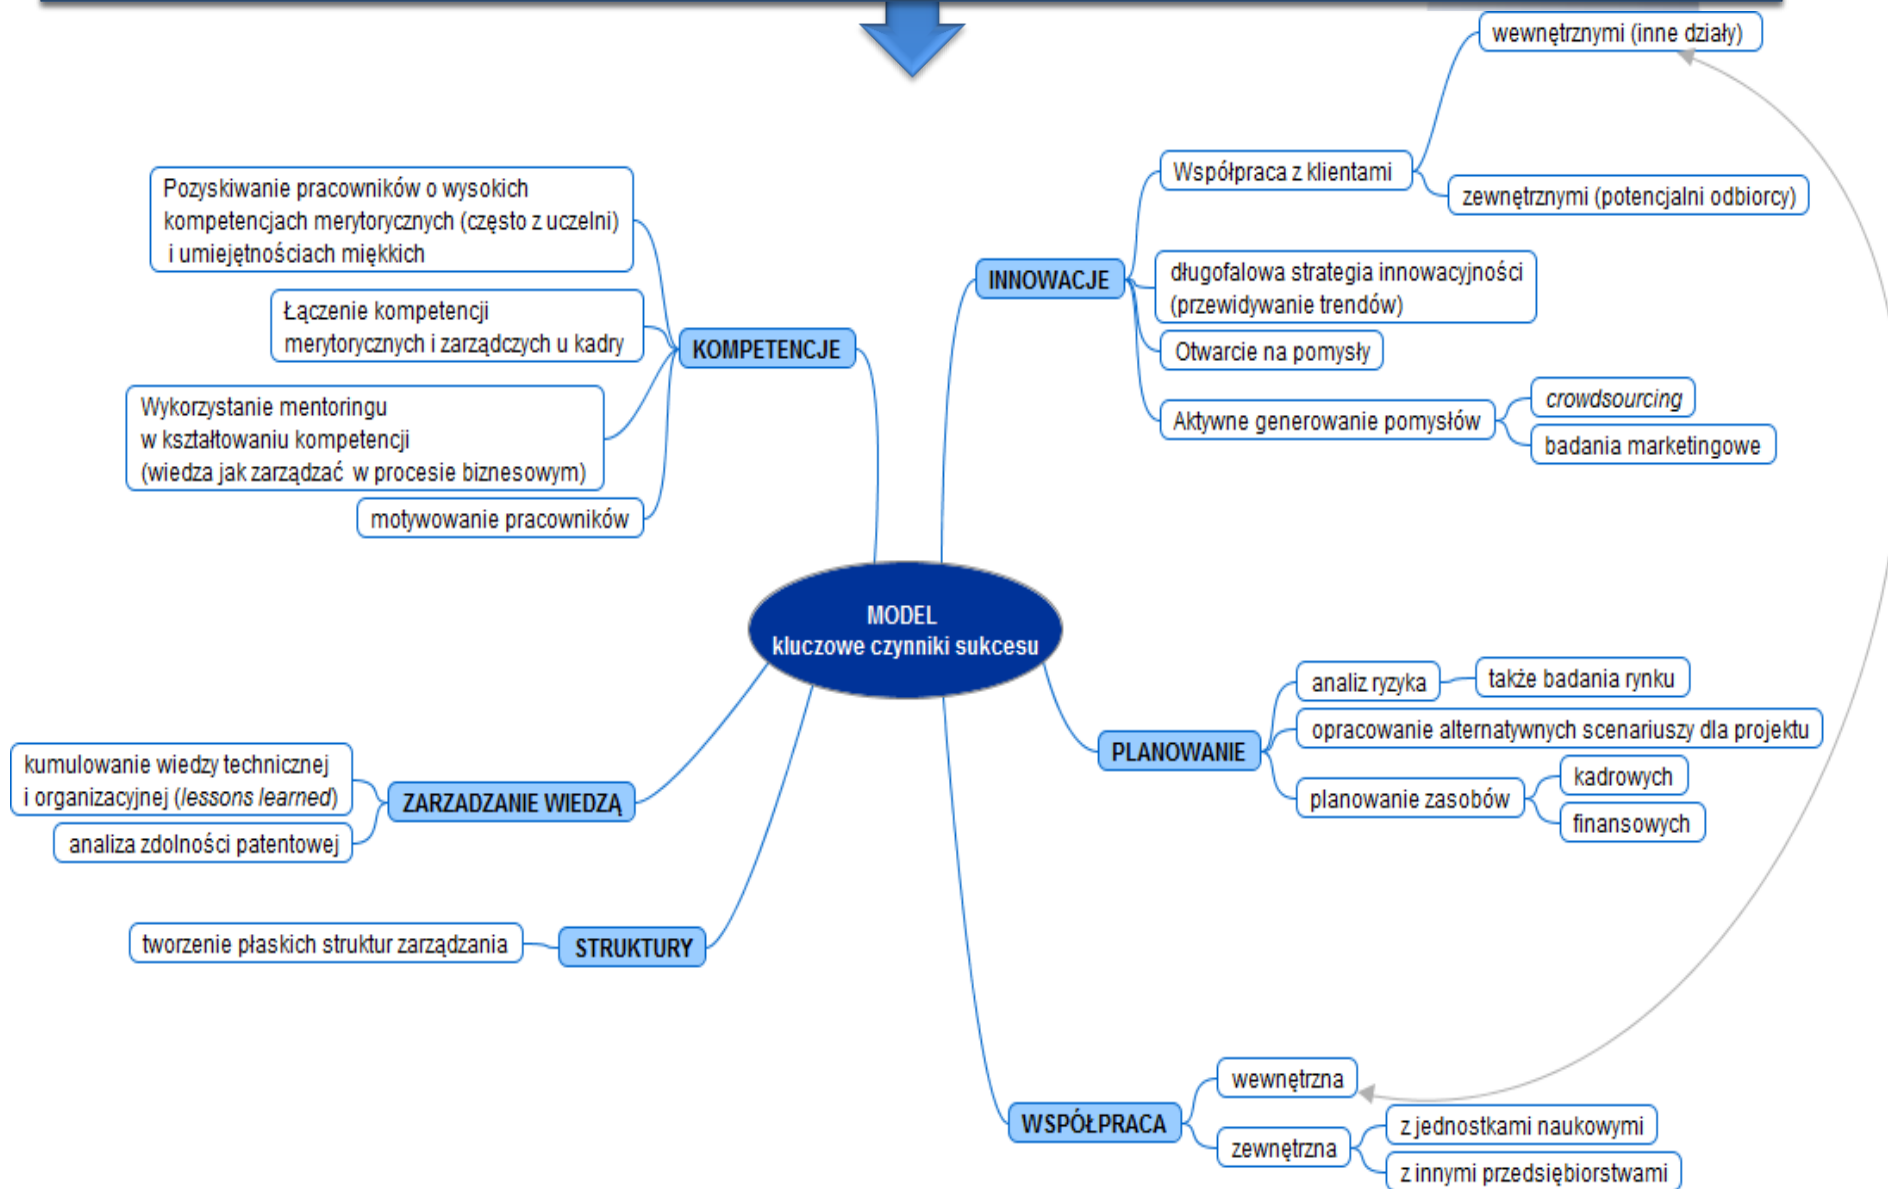 wewnętrznymi (inne działy)
Współpraca z klientami
zewnętrznymi (potencjalni odbiorcy)
INNOWACJE
długofalowa strategia innowacyjności
(przewidywanie trendów)
Otwarcie na pomysły
Aktywne generowanie pomysłów
crowdsourcing
badania marketingowe
Pozyskiwanie pracowników o wysokich
kompetencjach merytorycznych (często z uczelni)
i umiejętnościach miękkich
Łączenie kompetencji
merytorycznych i zarządczych u kadry
KOMPETENCJE
Wykorzystanie mentoringu
w kształtowaniu kompetencji
(wiedza jak zarządzać w procesie biznesowym)
motywowanie pracowników
MODEL
kluczowe czynniki sukcesu
analiz ryzyka
także badania rynku
opracowanie alternatywnych scenariuszy dla projektu
PLANOWANIE
planowanie zasobów
kadrowych
finansowych
kumulowanie wiedzy technicznej
i organizacyjnej (lessons learned)
ZARZADZANIE WIEDZĄ
analiza zdolności patentowej
tworzenie płaskich struktur zarządzania
STRUKTURY
wewnętrzna
WSPÓŁPRACA
zewnętrzna
z jednostkami naukowymi
z innymi przedsiębiorstwami